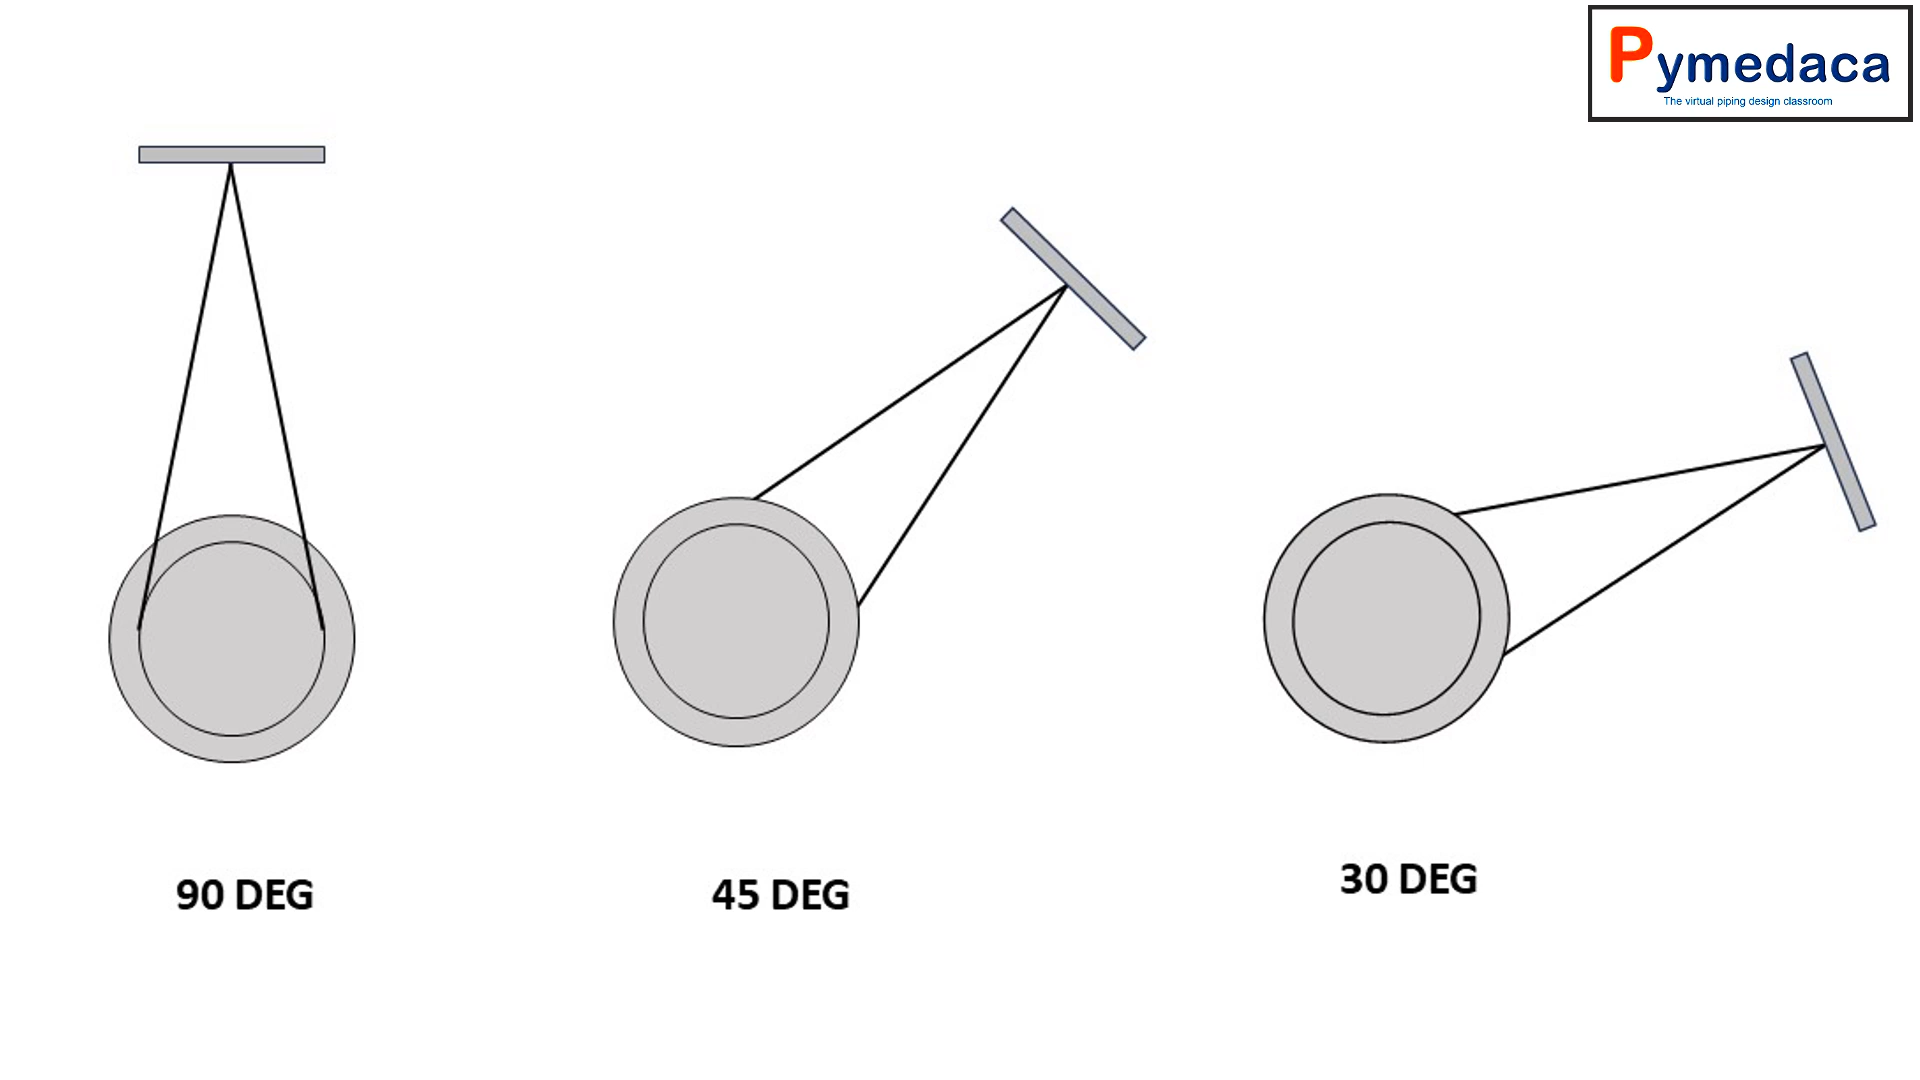 Pymedaca
The virtual piping design classroom
90 DEG
45 DEG
30 DEG